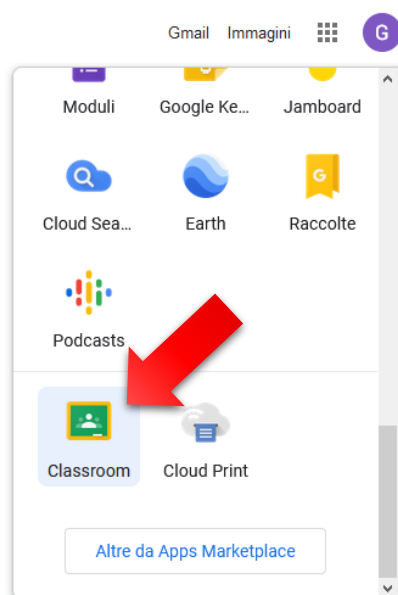 Gmail Immagini G
Moduli Google Ke... Jamboard
G
Cloud Sea... Earth Raccolte
Podcasts
Classroom Cloud Print
Altre da Apps Marketplace